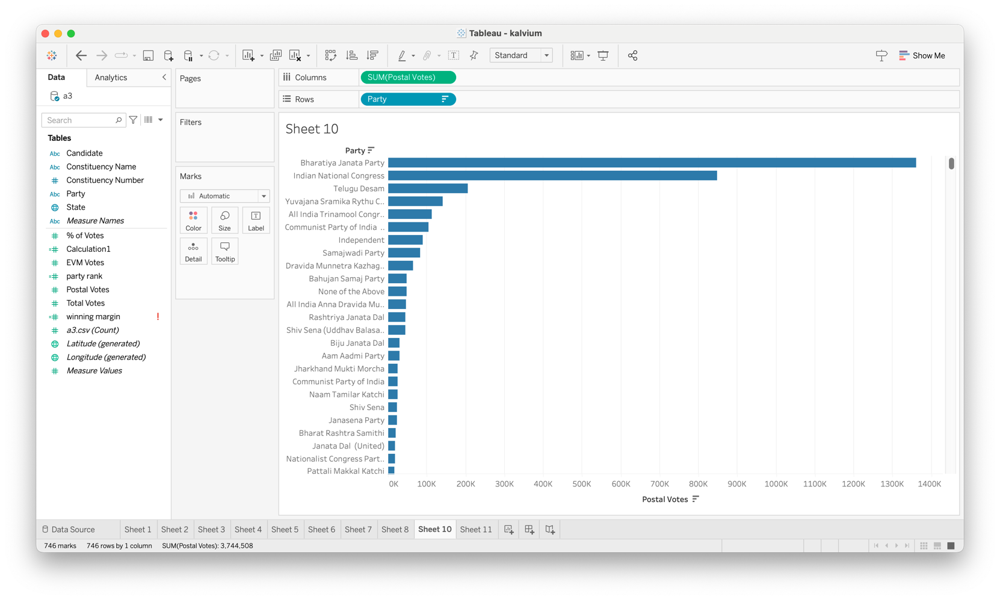 Tableau - kalvium
Standard
Show Me
Data
Analytics
a3
Search
Tables
Abc Candidate
Abc Constituency Name
# Constituency Number
Abc Party
State
Abc Measure Names
# % of Votes
=# Calculation1
# EVM Votes
=# party rank
# Postal Votes
# Total Votes
=# winning margin !
# a3.csv (Count)
Latitude (generated)
Longitude (generated)
# Measure Values
Pages
Filters
Marks
Automatic
Color
Size
T
Label
Detail
Tooltip
Columns
SUM(Postal Votes)
Rows
Party
Sheet 10
Party
Bharatiya Janata Party
Indian National Congress
Telugu Desam
Yuvajana Sramika Rythu C..
All India Trinamool Congr..
Communist Party of India ..
Independent
Samajwadi Party
Dravida Munnetra Kazhag..
Bahujan Samaj Party
None of the Above
All India Anna Dravida Mu..
Rashtriya Janata Dal
Shiv Sena (Uddhav Balasa..
Biju Janata Dal
Aam Aadmi Party
Jharkhand Mukti Morcha
Communist Party of India
Naam Tamilar Katchi
Shiv Sena
Janasena Party
Bharat Rashtra Samithi
Janata Dal (United)
Nationalist Congress Part..
Pattali Makkal Katchi
0K 100K 200K 300K 400K 500K 600K 700K 800K 900K 1000K 1100K 1200K 1300K 1400K
Postal Votes
Data Source Sheet 1 Sheet 2 Sheet 3 Sheet 4 Sheet 5 Sheet 6 Sheet 7 Sheet 8 Sheet 10 Sheet 11
746 marks 746 rows by 1 column SUM(Postal Votes): 3,744,508